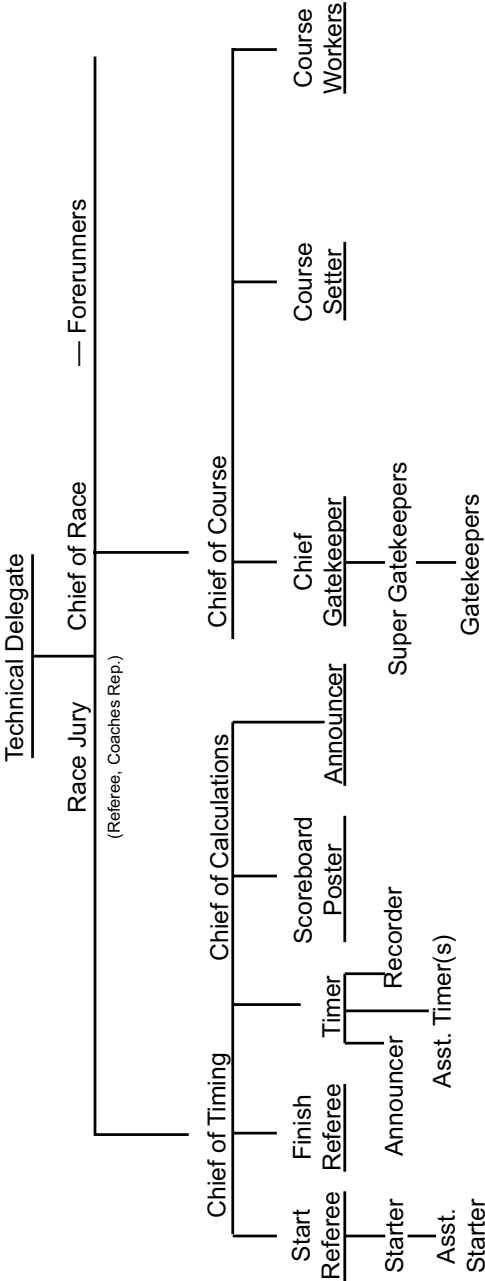 Technical Delegate
Race Jury
Chief of Race
— Forerunners
(Referee, Coaches Rep.)
Chief of Timing
Chief of Calculations
Chief of Course
Start
Referee
Finish
Referee
Timer
Scoreboard
Poster
Announcer
Chief
Gatekeeper
Course
Setter
Course
Workers
Starter
Announcer
Recorder
Super Gatekeepers
Asst.
Starter
Asst. Timer(s)
Gatekeepers